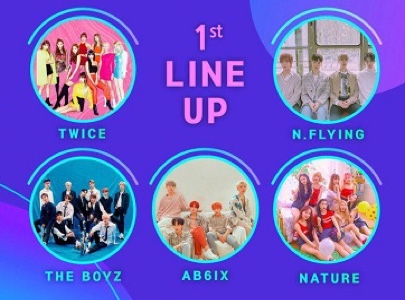 1st
LINE
UP
TWICE
N.FLYING
THE BOYZ
AB6IX
NATURE